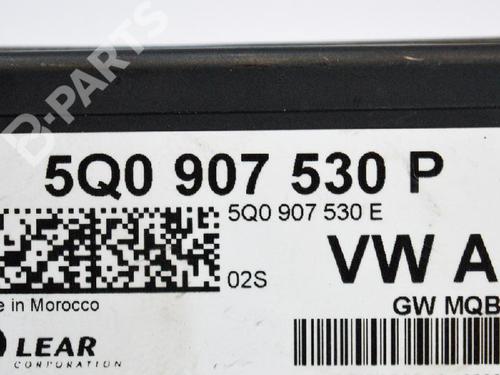 B-PARTS
5Q0 907 530 P
5Q0 907 530 E
02S
VW A
GW MQB
in Morocco
LEAR
CORPORATION